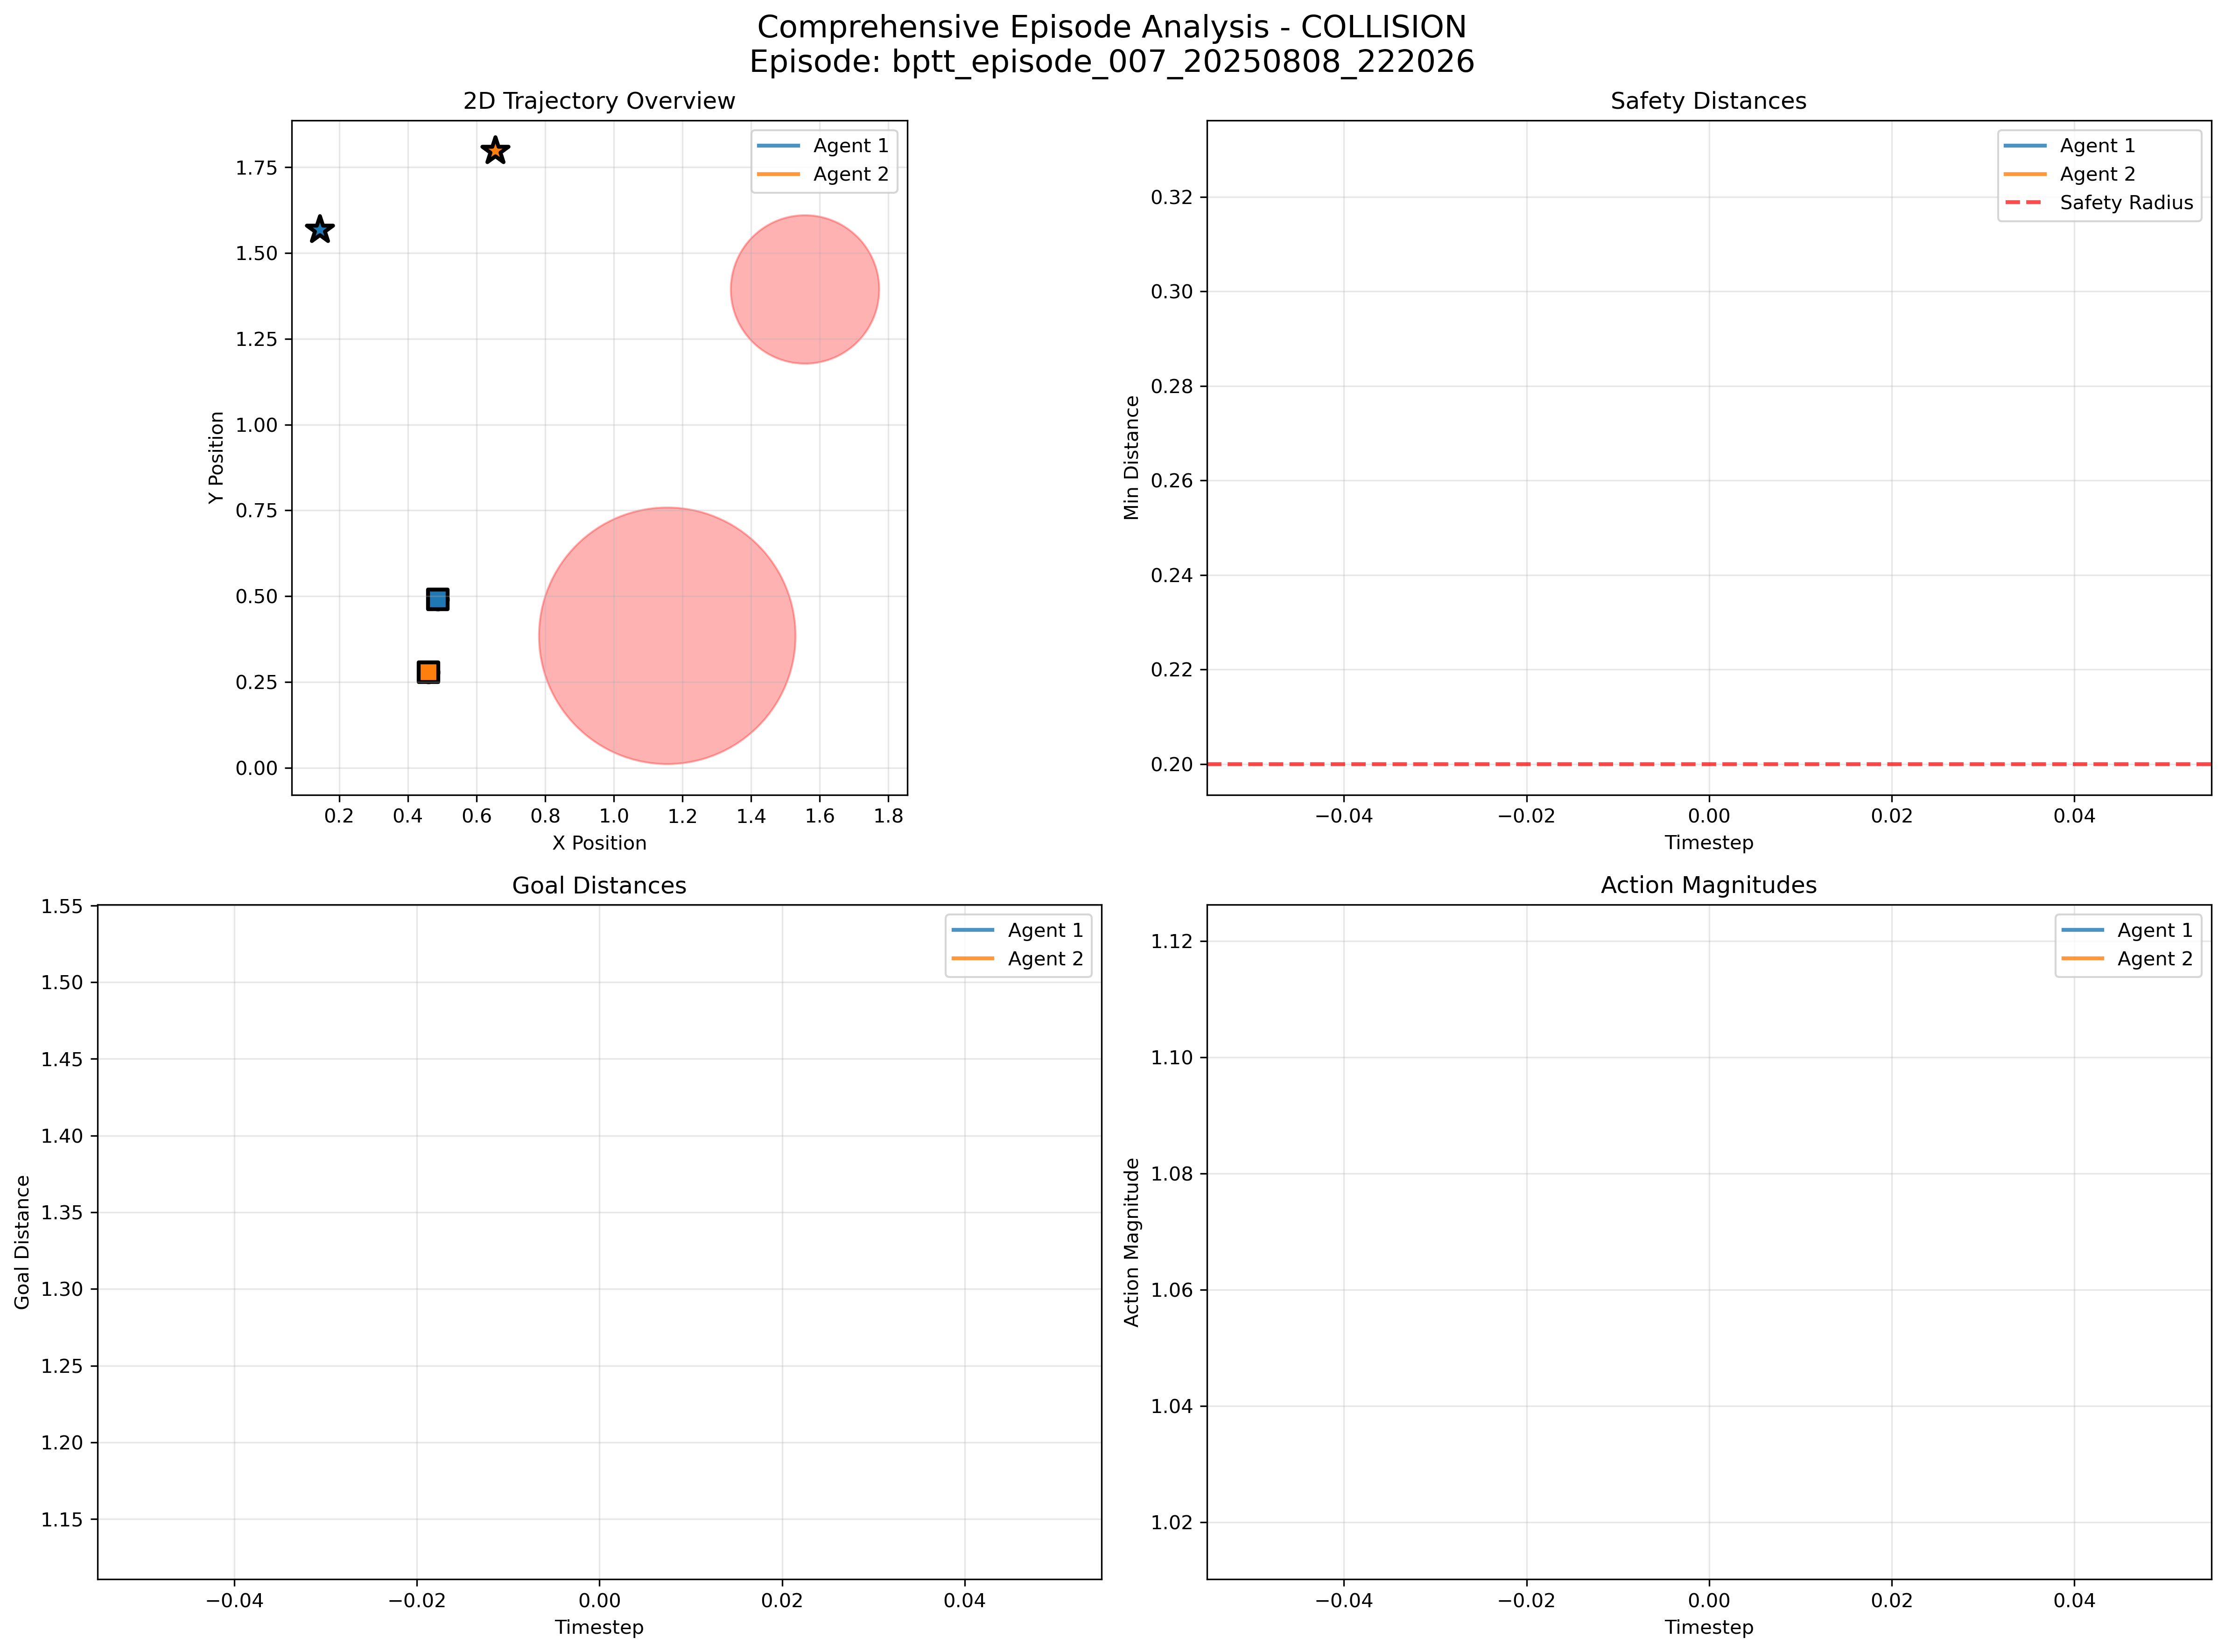 Comprehensive Episode Analysis - COLLISION
Episode: bptt_episode_007_20250808_222026
2D Trajectory Overview
Agent 1
Agent 2
Y Position
1.75
1.50
1.25
1.00
0.75
0.50
0.25
0.00
0.2 0.4 0.6 0.8 1.0 1.2 1.4 1.6 1.8
X Position
Safety Distances
Agent 1
Agent 2
Safety Radius
Min Distance
0.32
0.30
0.28
0.26
0.24
0.22
0.20
−0.04 −0.02 0.00 0.02 0.04
Timestep
Goal Distances
Agent 1
Agent 2
Goal Distance
1.55
1.50
1.45
1.40
1.35
1.30
1.25
1.20
1.15
−0.04 −0.02 0.00 0.02 0.04
Timestep
Action Magnitudes
Agent 1
Agent 2
Action Magnitude
1.12
1.10
1.08
1.06
1.04
1.02
−0.04 −0.02 0.00 0.02 0.04
Timestep